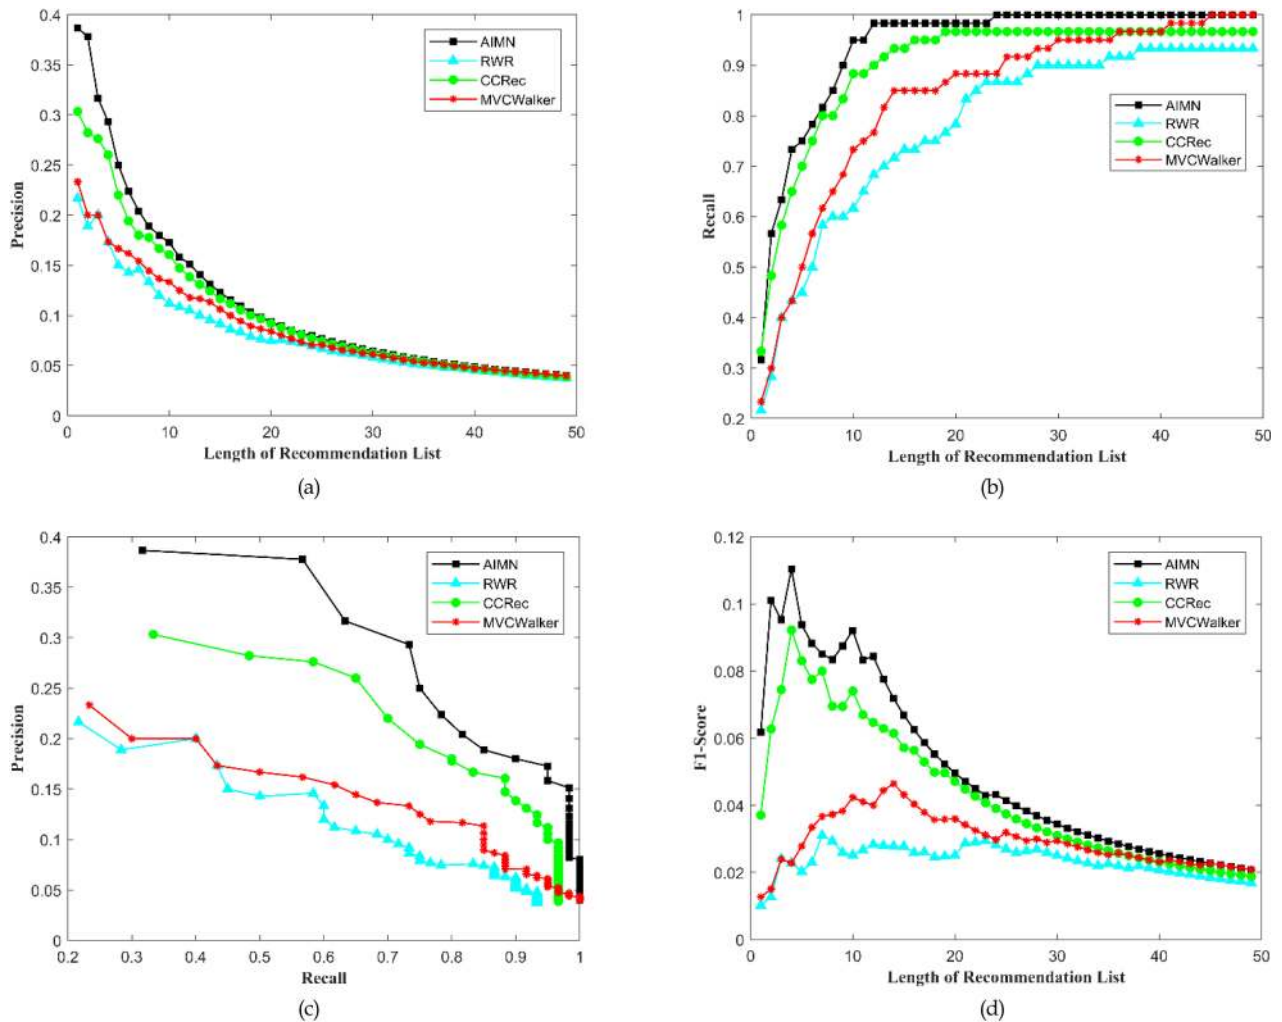 0.4
0.35
0.3
0.25
0.2
0.15
0.1
0.05
0
Precision
AIMN
RWR
CCRec
MVCWalker
0 10 20 30 40 50
Length of Recommendation List
(a)
1
0.9
0.8
0.7
0.6
0.5
0.4
0.3
0.2
Recall
AIMN
RWR
CCRec
MVCWalker
0 10 20 30 40 50
Length of Recommendation List
(b)
0.4
0.35
0.3
0.25
0.2
0.15
0.1
0.05
0
Precision
AIMN
RWR
CCRec
MVCWalker
0.2 0.3 0.4 0.5 0.6 0.7 0.8 0.9 1
Recall
(c)
0.12
0.1
0.08
0.06
0.04
0.02
0
F1-Score
AIMN
RWR
CCRec
MVCWalker
0 10 20 30 40 50
Length of Recommendation List
(d)